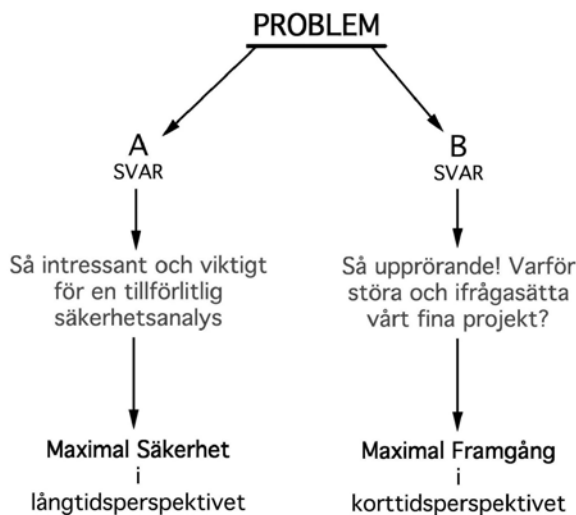 PROBLEM
A
SVAR
Så intressant och viktigt
för en tillförlitlig
säkerhetsanalys
Maximal Säkerhet
i
långtidsperspektivet
B
SVAR
Så upprörande! Varför
störa och ifrågasätta
vårt fina projekt?
Maximal Framgång
i
korttidsperspektivet